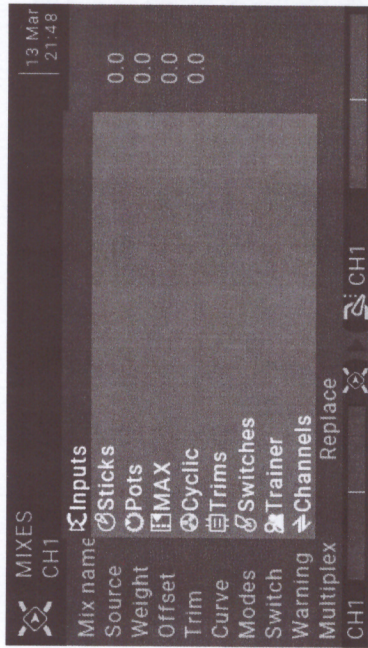 MIXES
CH1
13 Mar
21:48
Mix name
Source
Weight
Offset
Trim
Curve
Modes
Switch
Warning
Multiplex
Inputs
Sticks
Pots
MAX
Cyclic
Trims
Switches
Trainer
Channels
Replace
0.0
0.0
0.0
0.0
CH1
CH1